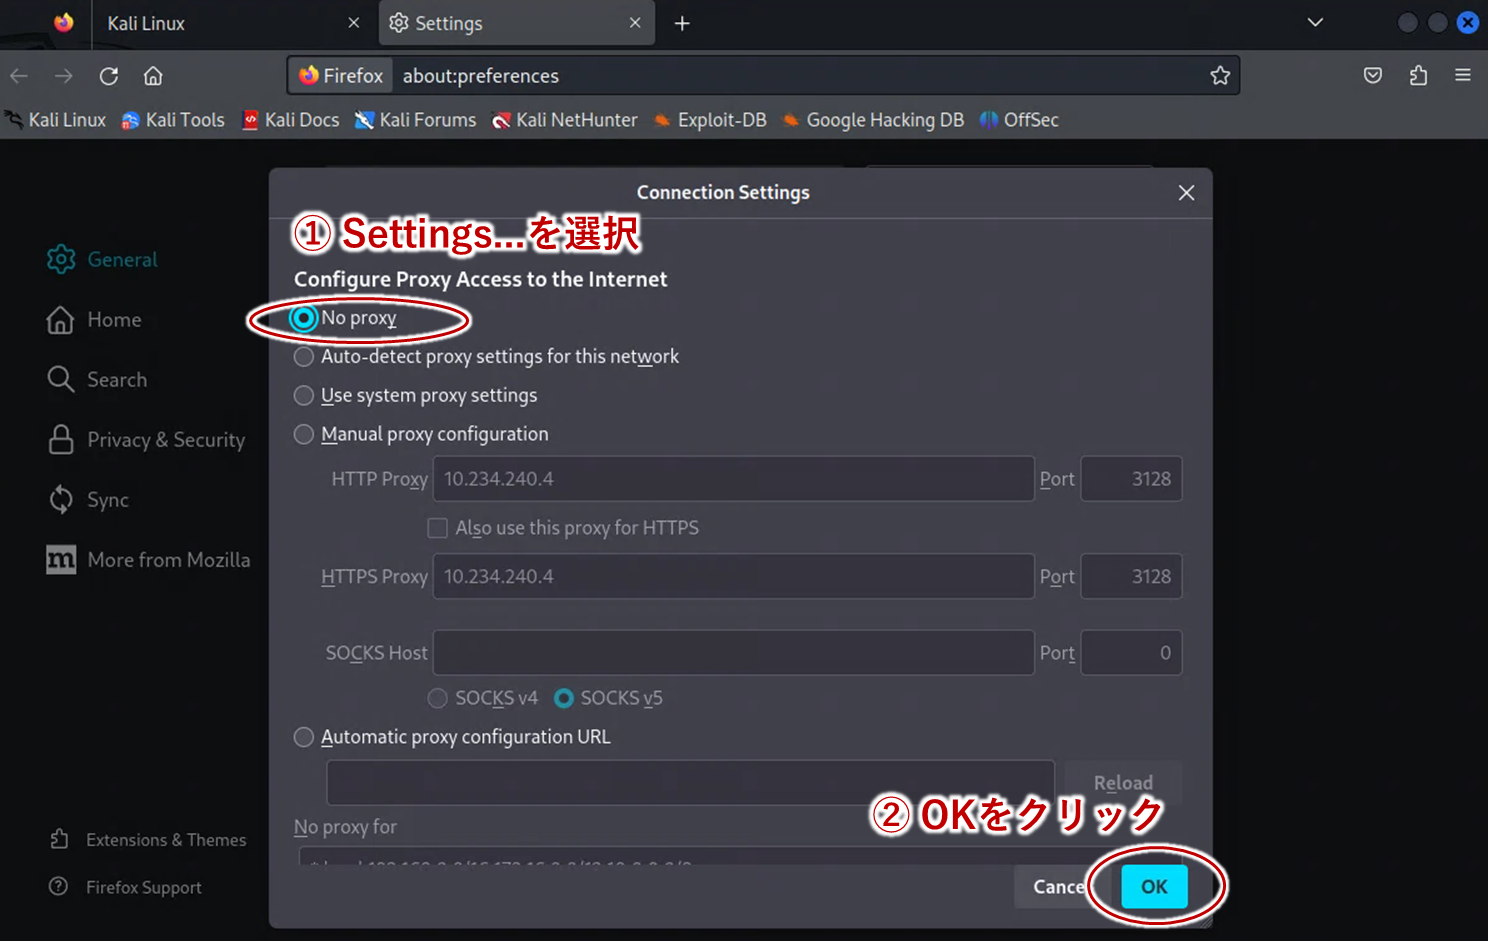 Kali Linux
Settings
Firefox
about:preferences
Kali Linux
Kali Tools
Kali Docs
Kali Forums
Kali NetHunter
Exploit-DB
Google Hacking DB
OffSec
Connection Settings
① Settings...を選択
General
Configure Proxy Access to the Internet
Home
No proxy
Auto-detect proxy settings for this network
Search
Use system proxy settings
Privacy & Security
Manual proxy configuration
HTTP Proxy 10.234.240.4 Port 3128
Sync
Also use this proxy for HTTPS
m More from Mozilla
HTTPS Proxy 10.234.240.4 Port 3128
SOCKS Host Port 0
SOCKS v4 SOCKS v5
Automatic proxy configuration URL
Reload
② OKをクリック
No proxy for
Extensions & Themes
Firefox Support
Cance
OK